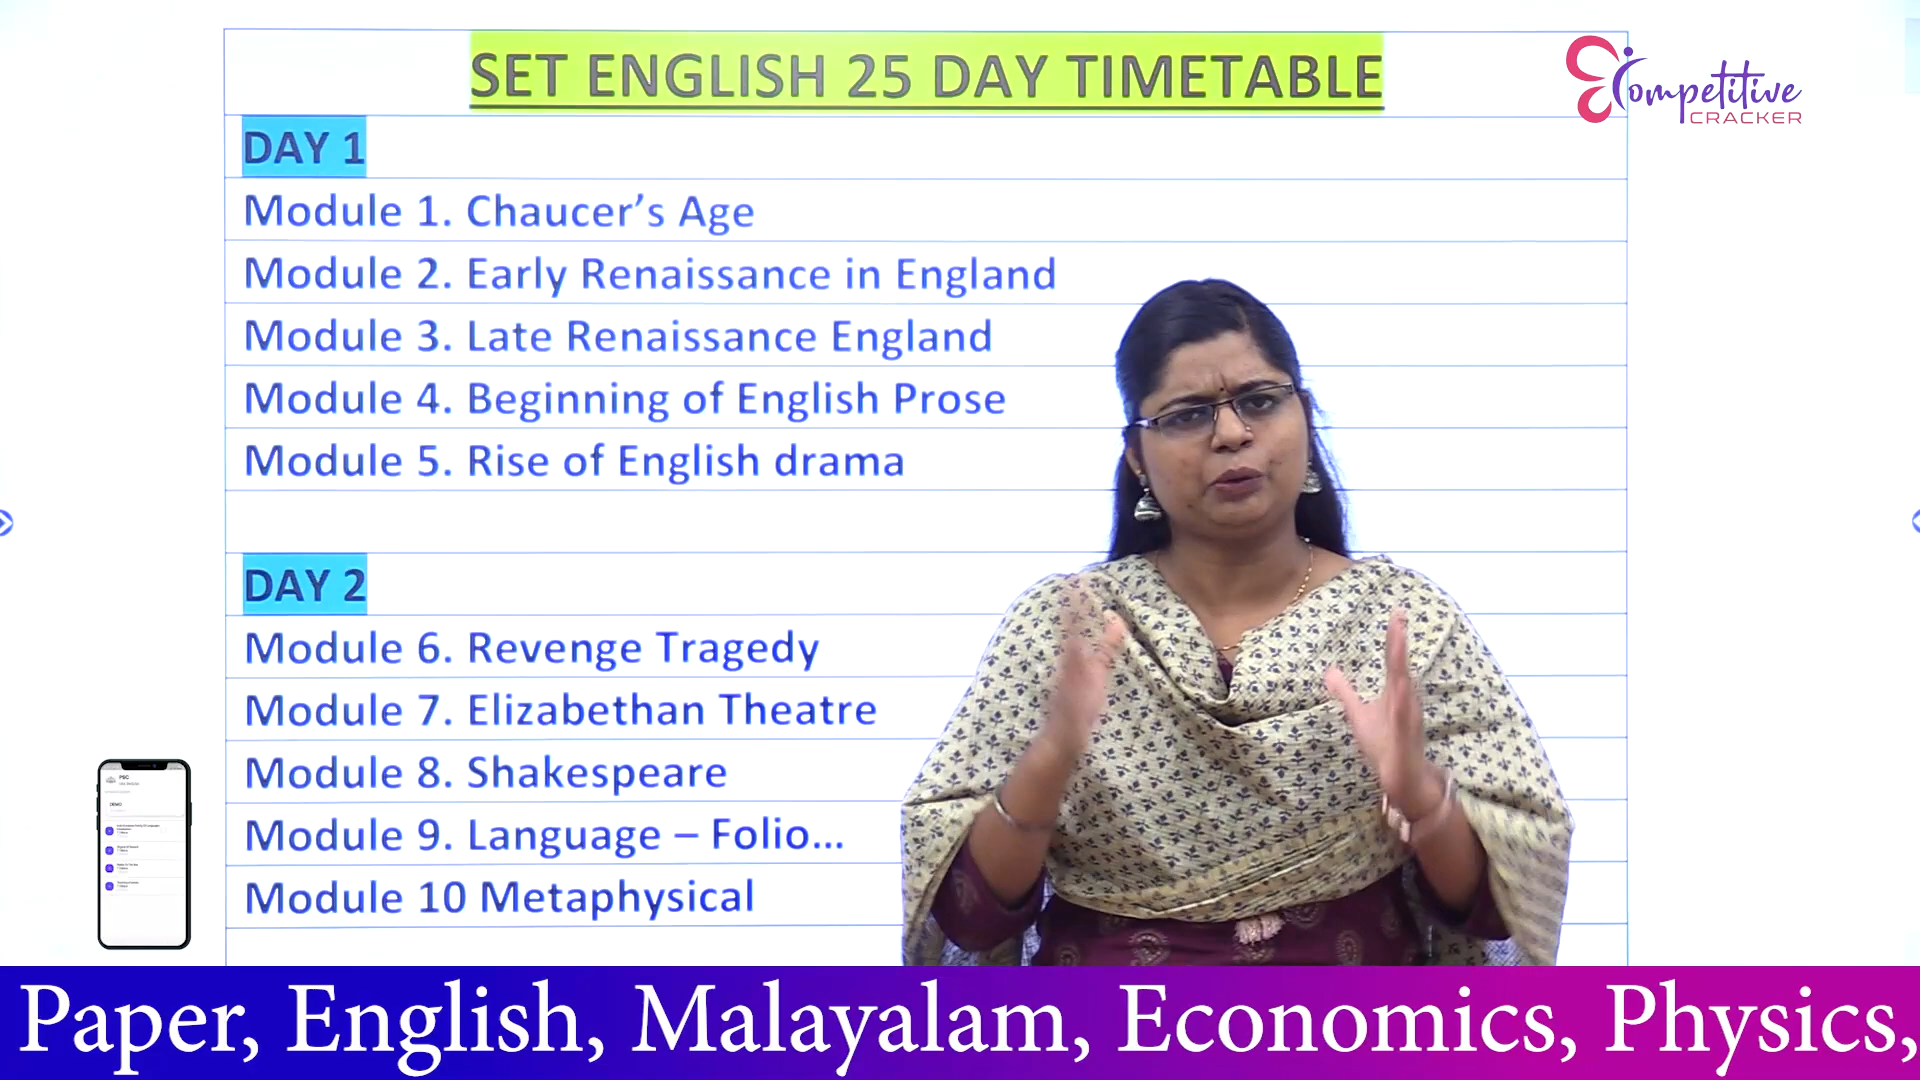 SET ENGLISH 25 DAY TIMETABLE
Competitive
CRACKER
DAY 1
Module 1. Chaucer’s Age
Module 2. Early Renaissance in England
Module 3. Late Renaissance England
Module 4. Beginning of English Prose
Module 5. Rise of English drama
DAY 2
Module 6. Revenge Tragedy
Module 7. Elizabethan Theatre
Module 8. Shakespeare
Module 9. Language – Folio...
Module 10 Metaphysical
PSC
DEMO
Paper, English, Malayalam, Economics, Physics,